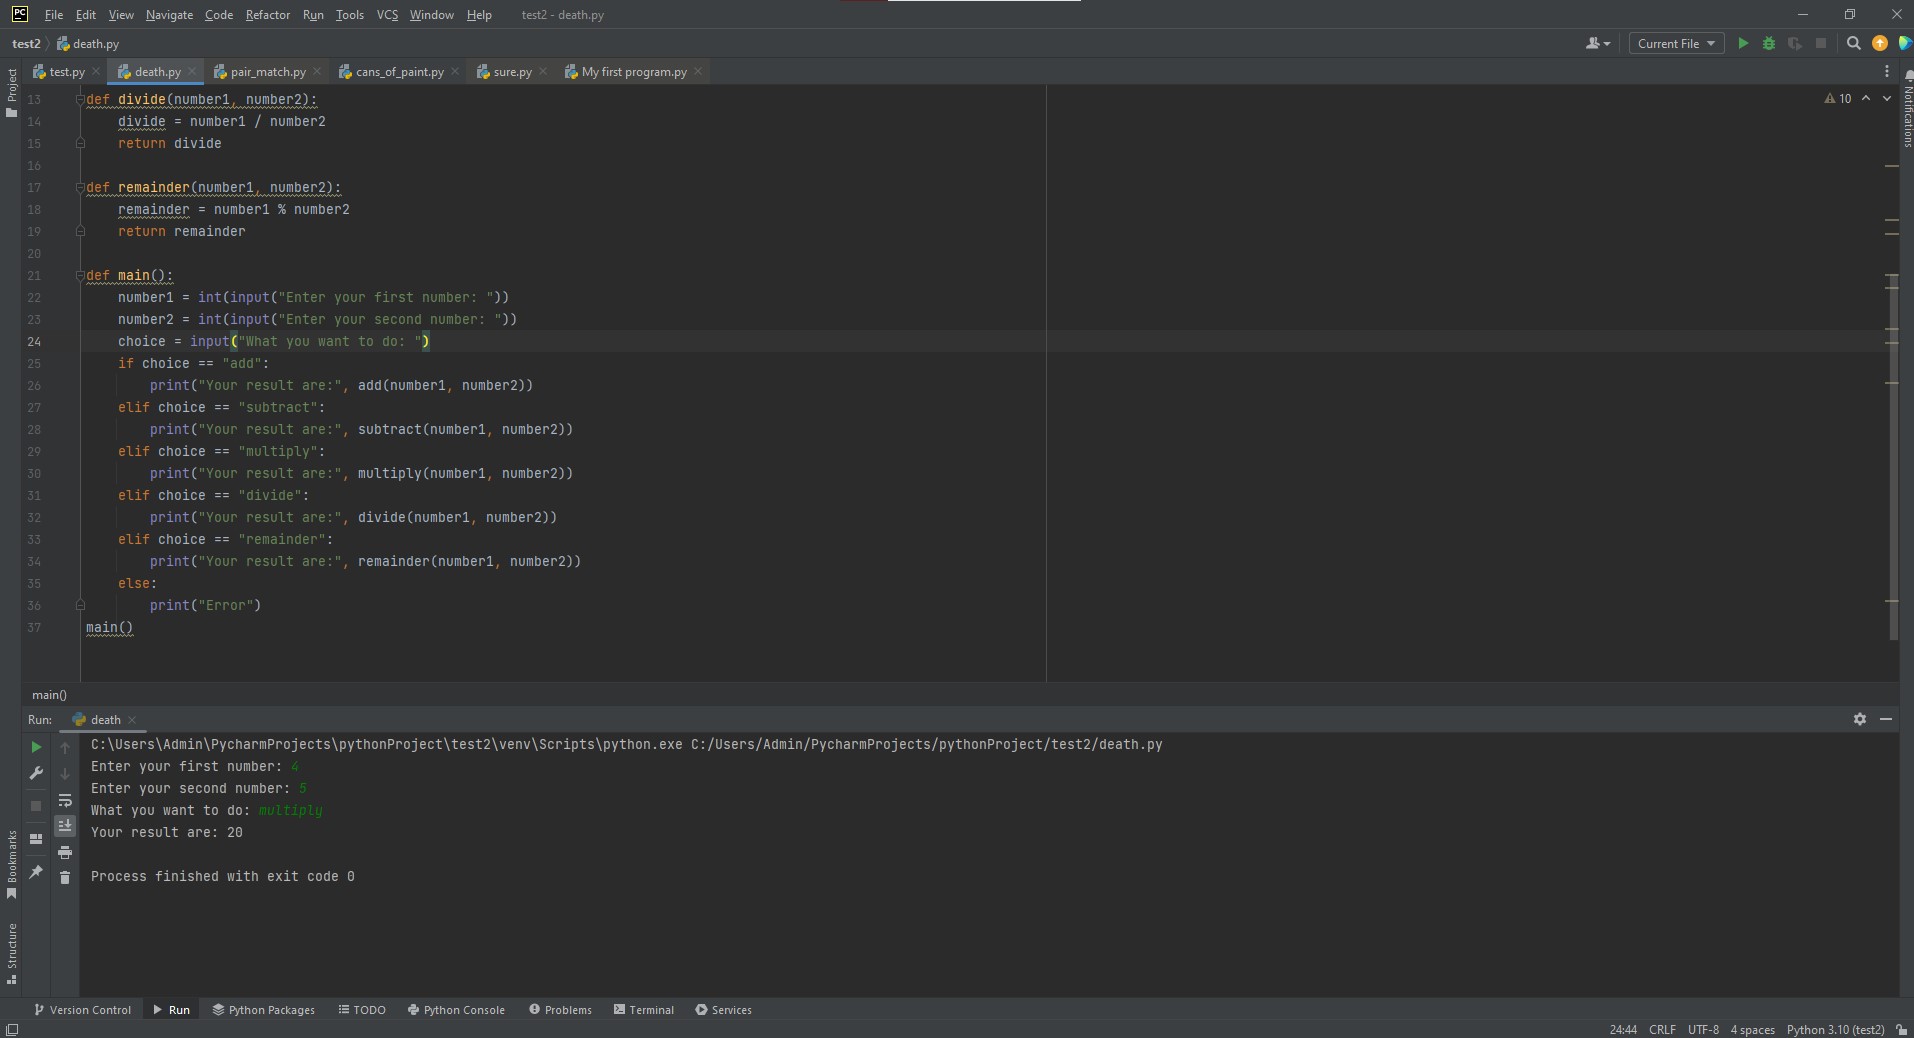 PC File Edit View Navigate Code Refactor Run Tools VCS Window Help test2 - death.py
test2 death.py Current File
test.py death.py pair_match.py cans_of_paint.py sure.py My first program.py
Project
Notifications
10
13 def divide(number1, number2):
14     divide = number1 / number2
15     return divide
16
17 def remainder(number1, number2):
18     remainder = number1 % number2
19     return remainder
20
21 def main():
22     number1 = int(input("Enter your first number: "))
23     number2 = int(input("Enter your second number: "))
24     choice = input("What you want to do: ")
25     if choice == "add":
26         print("Your result are:", add(number1, number2))
27     elif choice == "subtract":
28         print("Your result are:", subtract(number1, number2))
29     elif choice == "multiply":
30         print("Your result are:", multiply(number1, number2))
31     elif choice == "divide":
32         print("Your result are:", divide(number1, number2))
33     elif choice == "remainder":
34         print("Your result are:", remainder(number1, number2))
35     else:
36         print("Error")
37 main()
main()
Run: death
C:\Users\Admin\PycharmProjects\pythonProject\test2\venv\Scripts\python.exe C:/Users/Admin/PycharmProjects/pythonProject/test2/death.py
Enter your first number: 4
Enter your second number: 5
What you want to do: multiply
Your result are: 20
Process finished with exit code 0
Bookmarks
Structure
Version Control Run Python Packages TODO Python Console Problems Terminal Services
24:44 CRLF UTF-8 4 spaces Python 3.10 (test2)